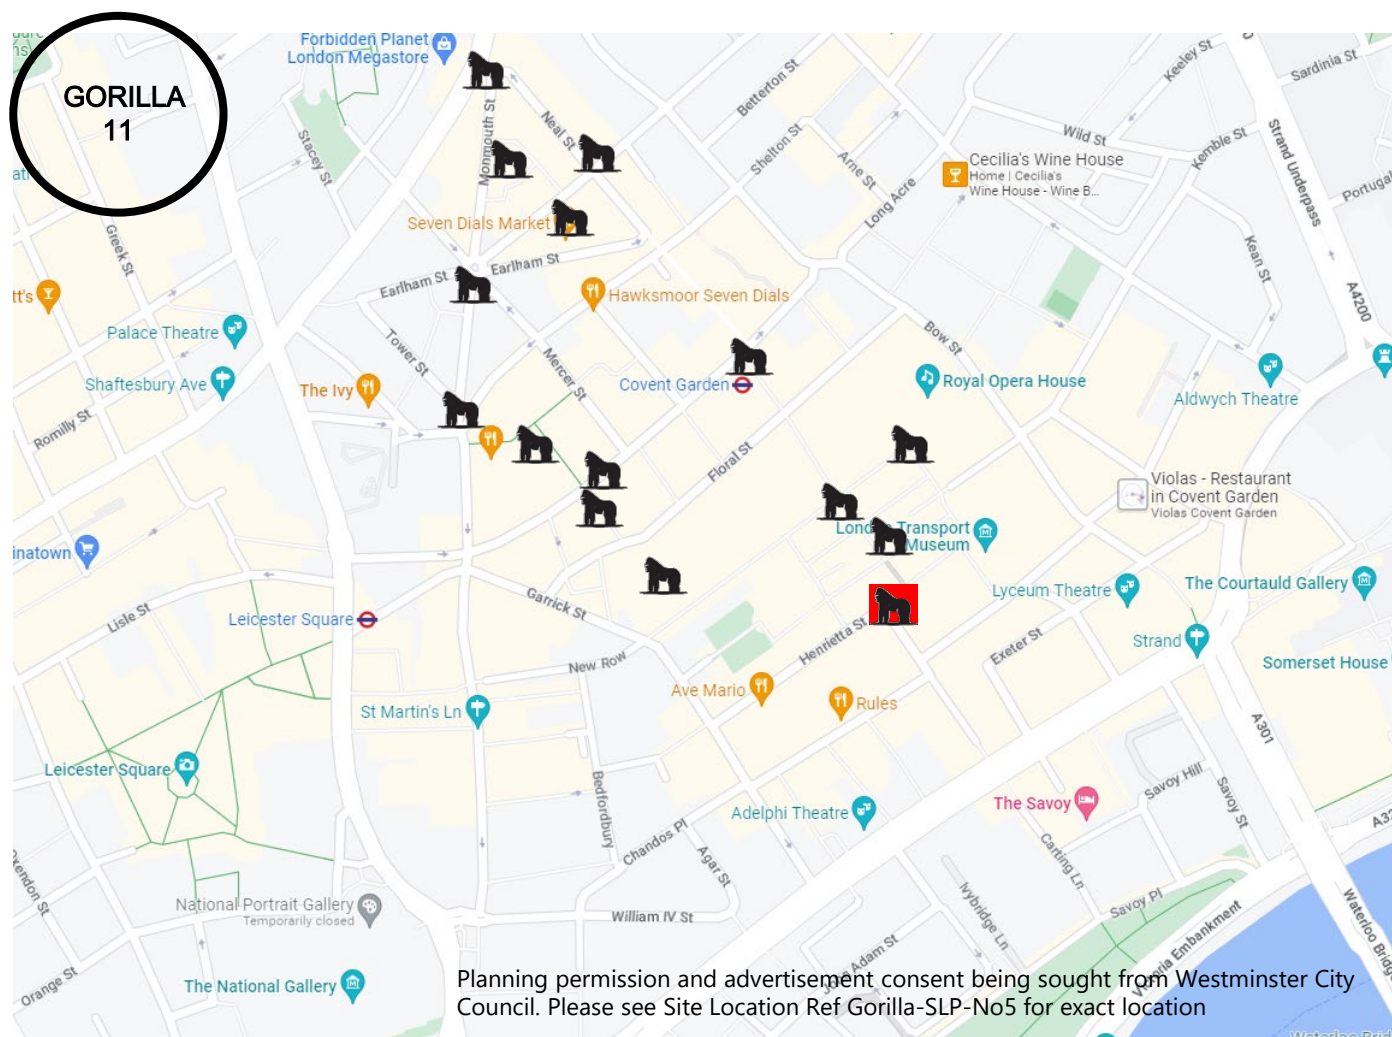 GORILLA
11
Forbidden Planet
London Megastore
Stacey St
Monmouth St
Neal St
Betterton St
Shelton St
Arne St
Long Acre
Keeley St
Sardinia St
Wild St
Kemble St
Strand Underpass
Cecilia's Wine House
Home | Cecilia's
Wine House - Wine B...
Kean St
A4200
Greek St
Seven Dials Market
Earlham St
Earlham St
tt's
Palace Theatre
Tower St
Hawksmoor Seven Dials
Mercer St
Bow St
Shaftesbury Ave
The Ivy
Covent Garden
Royal Opera House
Aldwych Theatre
Romilly St
Floral St
Violas - Restaurant
in Covent Garden
Violas Covent Garden
Transport
Museum
inatown
Lisle St
Leicester Square
Garrick St
New Row
Henrietta St
Lyceum Theatre
The Courtauld Gallery
Exeter St
Strand
Somerset House
Ave Mario
Rules
St Martin's Ln
A301
Leicester Square
Bedfordbury
Chandos Pl
Agar St
Adelphi Theatre
The Savoy
Savoy Hill
Savoy St
Carting Ln
Savoy Pl
Ivybridge Ln
National Portrait Gallery
Temporarily closed
William IV St
Victoria Embankment
Waterloo Bridge
Orange St
The National Gallery
Adam St
Planning permission and advertisement consent being sought from Westminster City
Council. Please see Site Location Ref Gorilla-SLP-No5 for exact location